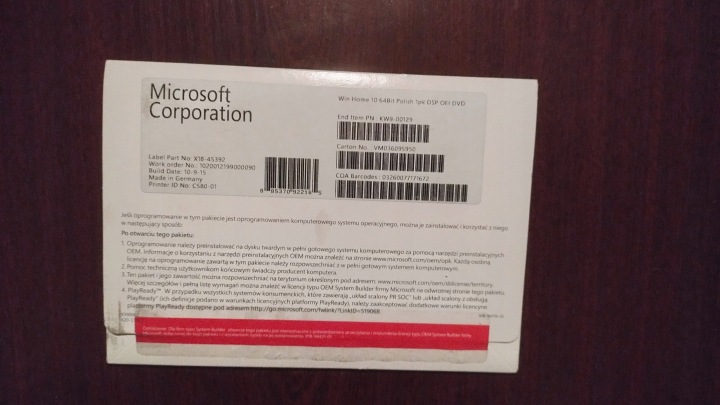 Microsoft
Corporation
Win Home 10 64Bit Polish 1pk DSP OEI DVD
End Item PN : KW9-00129
Carton No. : VM036095950
COA Barcodes : 03260077171672
Label Part No: X18-45392
Work order No.: 1020012199000090
Build Date: 10-9-15
Made in Germany
Printer ID No: C580-01
Jeśli oprogramowanie w tym pakiecie jest oprogramowaniem komputerowego systemu operacyjnego, można je zainstalować i korzystać z niego
w następujący sposób:
Po otwarciu tego pakietu:
1. Oprogramowanie należy preinstalować na dysku twardym w pełni gotowego systemu komputerowego za pomocą narzędzi preinstalacyjnych
OEM, informacje o korzystaniu z narzędzi preinstalacyjnych OEM można znaleźć na stronie www.microsoft.com/oem/opk. Każdą osobną
licencję na oprogramowanie zawartą w tym pakiecie należy rozpowszechniać z w pełni gotowym systemem komputerowym.
2. Pomoc techniczną użytkownikom końcowym świadczy producent komputera.
3. Ten pakiet i jego zawartość można rozpowszechniać na terytorium określonym pod adresem: www.microsoft.com/oem/sblicense/territory.
Więcej szczegółów i pełną listę wymagań można znaleźć w licencji typu OEM System Builder firmy Microsoft na odwrotnej stronie tego pakietu.
4. PlayReady™. W przypadku wszystkich systemów konsumenckich, które zawierają „układ scalony PR SOC" lub „układ scalony z obsługą
PlayReady" (ich definicje podano w warunkach licencyjnych platformy PlayReady), należy zaakceptować dodatkowe warunki licencyjne
platformy PlayReady dostępne pod adresem http://go.microsoft.com/fwlink/?LinkID=519068.